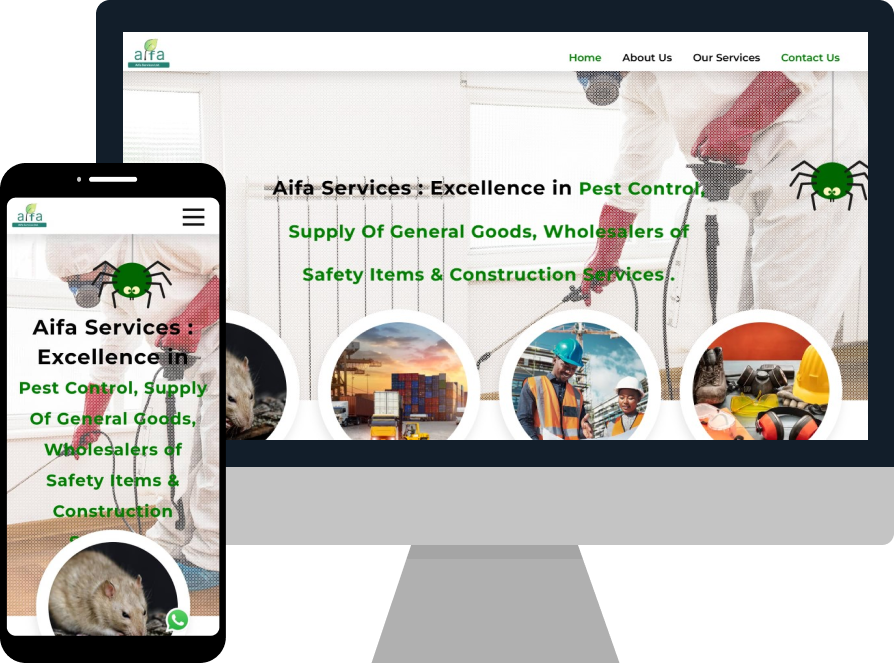 aifa
Home About Us Our Services Contact Us
Aifa Services : Excellence in Pest Control,
Supply Of General Goods, Wholesalers of
Safety Items & Construction Services .
aifa
Aifa Services :
Excellence in
Pest Control, Supply
Of General Goods,
Wholesalers of
Safety Items &
Construction